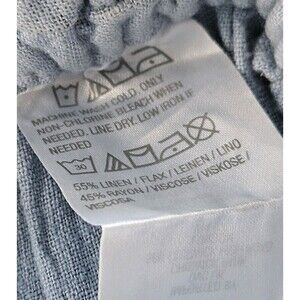 MACHINE WASH COLD. ONLY
NON-CHLORINE BLEACH WHEN
NEEDED. LINE DRY. LOW IRON IF
NEEDED
30
55% LINEN / FLAX / LEINEN / LINO
45% RAYON / VISCOSE / VISKOSE /
VISCOSA